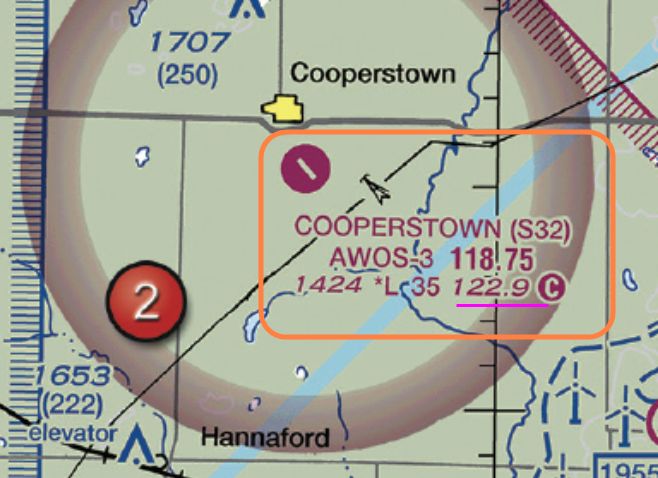 1707
(250)
Cooperstown
COOPERSTOWN (S32)
AWOS-3 118.75
1424 *L 35 122.9 C
2
1653
(222)
elevator
Hannaford
1955